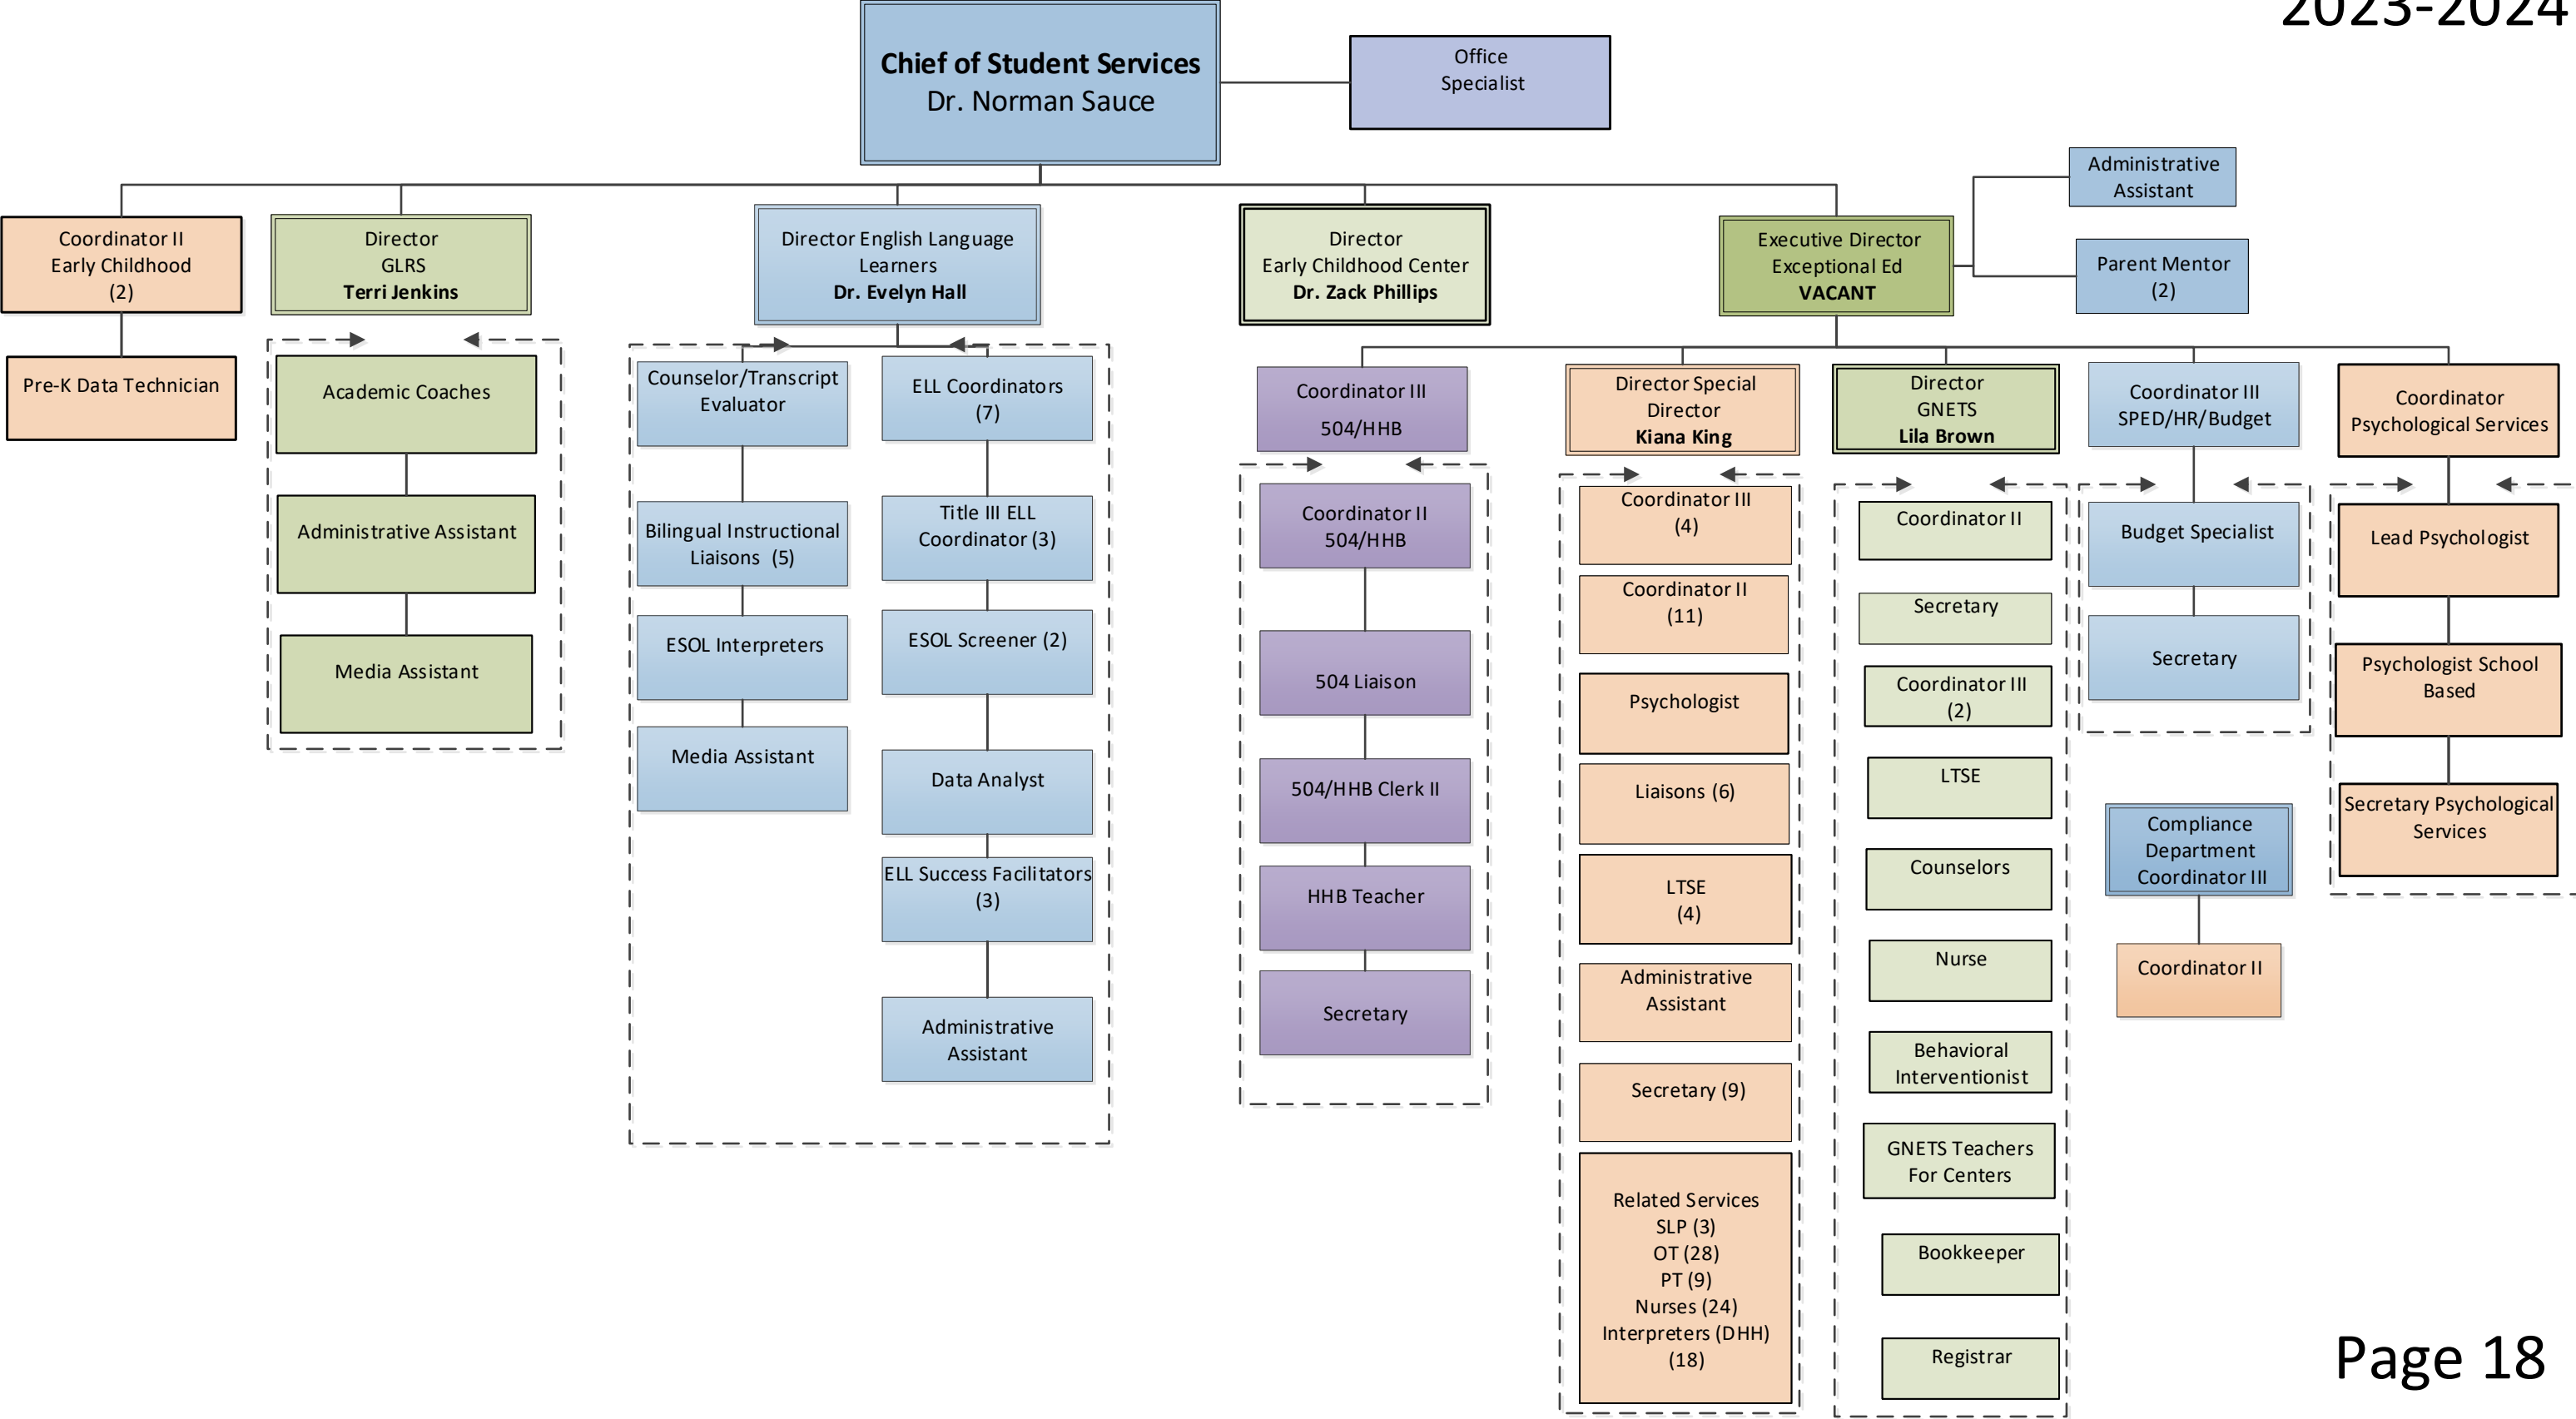 2023-2024
Chief of Student Services
Dr. Norman Sauce
Office
Specialist
Administrative
Assistant
Parent Mentor
(2)
Coordinator II
Early Childhood
(2)
Pre-K Data Technician
Director
GLRS
Terri Jenkins
Academic Coaches
Administrative Assistant
Media Assistant
Director English Language
Learners
Dr. Evelyn Hall
Counselor/Transcript
Evaluator
Bilingual Instructional
Liaisons (5)
ESOL Interpreters
Media Assistant
ELL Coordinators
(7)
Title III ELL
Coordinator (3)
ESOL Screener (2)
Data Analyst
ELL Success Facilitators
(3)
Administrative
Assistant
Director
Early Childhood Center
Dr. Zack Phillips
Executive Director
Exceptional Ed
VACANT
Coordinator III
504/HHB
Coordinator II
504/HHB
504 Liaison
504/HHB Clerk II
HHB Teacher
Secretary
Director Special
Director
Kiana King
Coordinator III
(4)
Coordinator II
(11)
Psychologist
Liaisons (6)
LTSE
(4)
Administrative
Assistant
Secretary (9)
Related Services
SLP (3)
OT (28)
PT (9)
Nurses (24)
Interpreters (DHH)
(18)
Director
GNETS
Lila Brown
Coordinator II
Secretary
Coordinator III
(2)
LTSE
Counselors
Nurse
Behavioral
Interventionist
GNETS Teachers
For Centers
Bookkeeper
Registrar
Coordinator III
SPED/HR/Budget
Budget Specialist
Secretary
Compliance
Department
Coordinator III
Coordinator II
Coordinator
Psychological Services
Lead Psychologist
Psychologist School
Based
Secretary Psychological
Services
Page 18